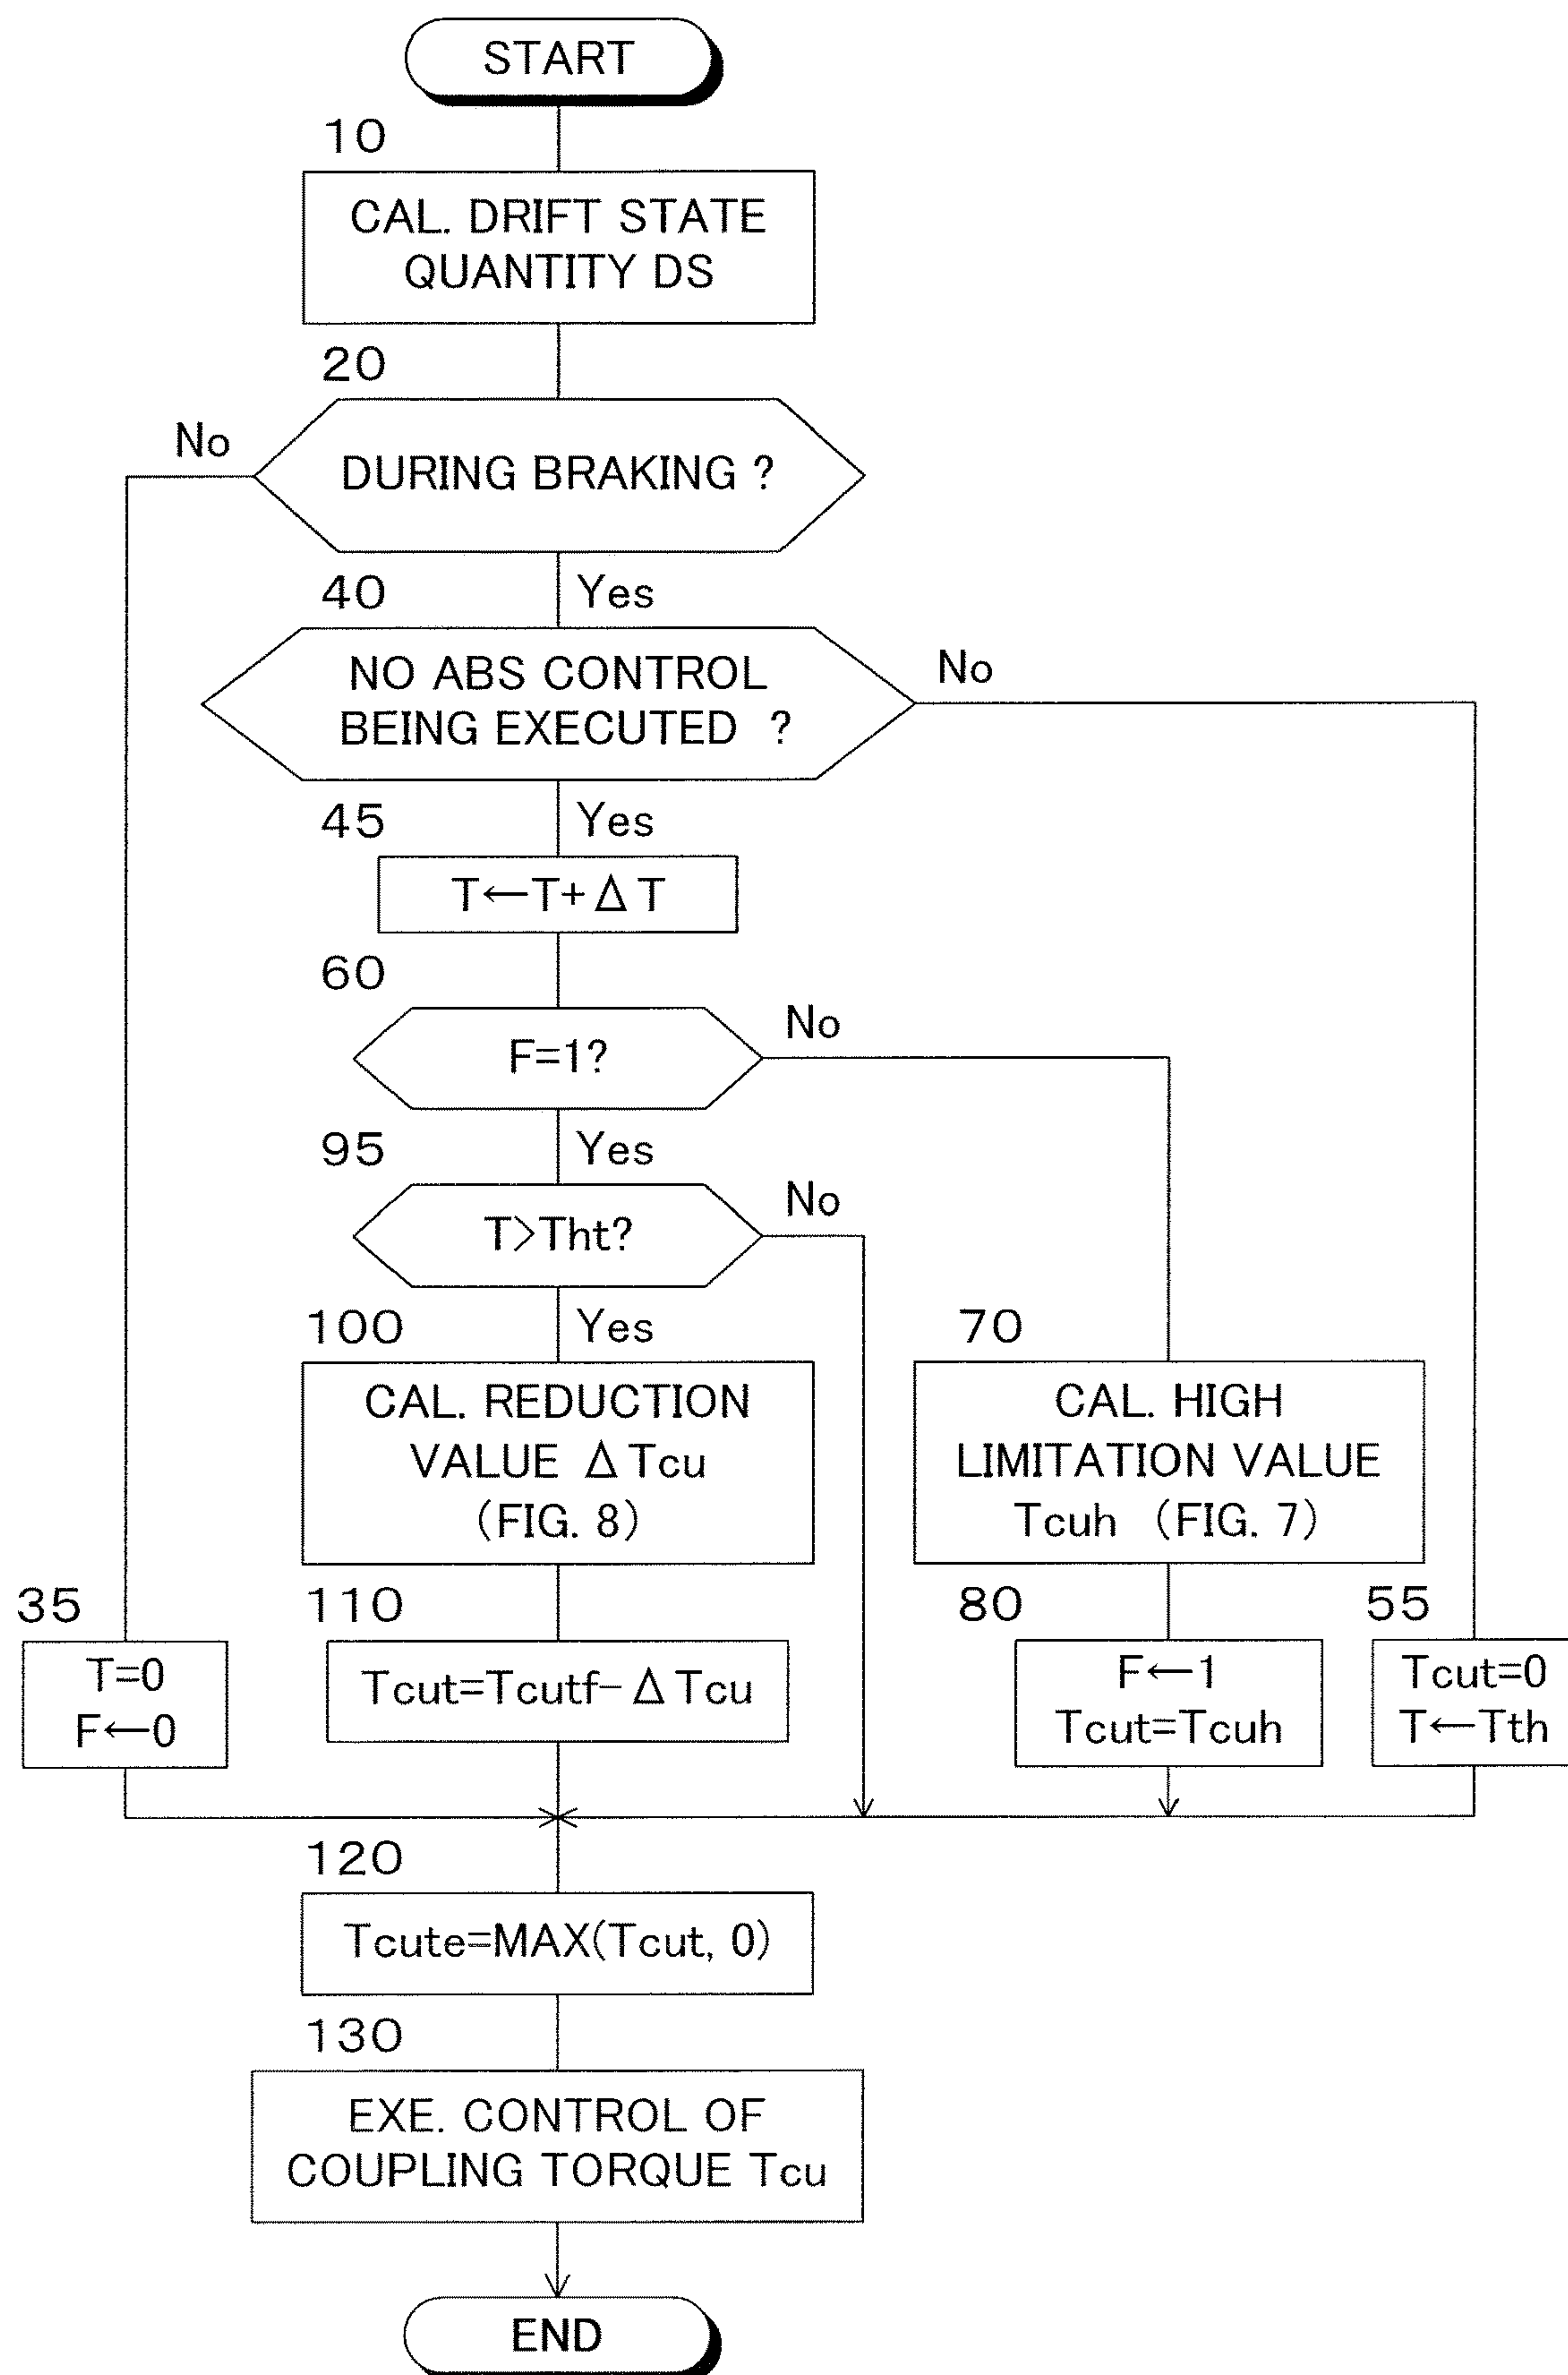 START
10
CAL. DRIFT STATE
QUANTITY DS
20
No
DURING BRAKING ?
40
Yes
NO ABS CONTROL
BEING EXECUTED ?
No
45
Yes
T←T+ΔT
60
F=1?
No
95
Yes
T>Tht?
No
100
Yes
CAL. REDUCTION
VALUE ΔTcu
(FIG. 8)
70
CAL. HIGH
LIMITATION VALUE
Tcuh (FIG. 7)
35
T=0
F←0
110
Tcut=Tcutf-ΔTcu
80
F←1
Tcut=Tcuh
55
Tcut=0
T←Tth
120
Tcute=MAX(Tcut, 0)
130
EXE. CONTROL OF
COUPLING TORQUE Tcu
END